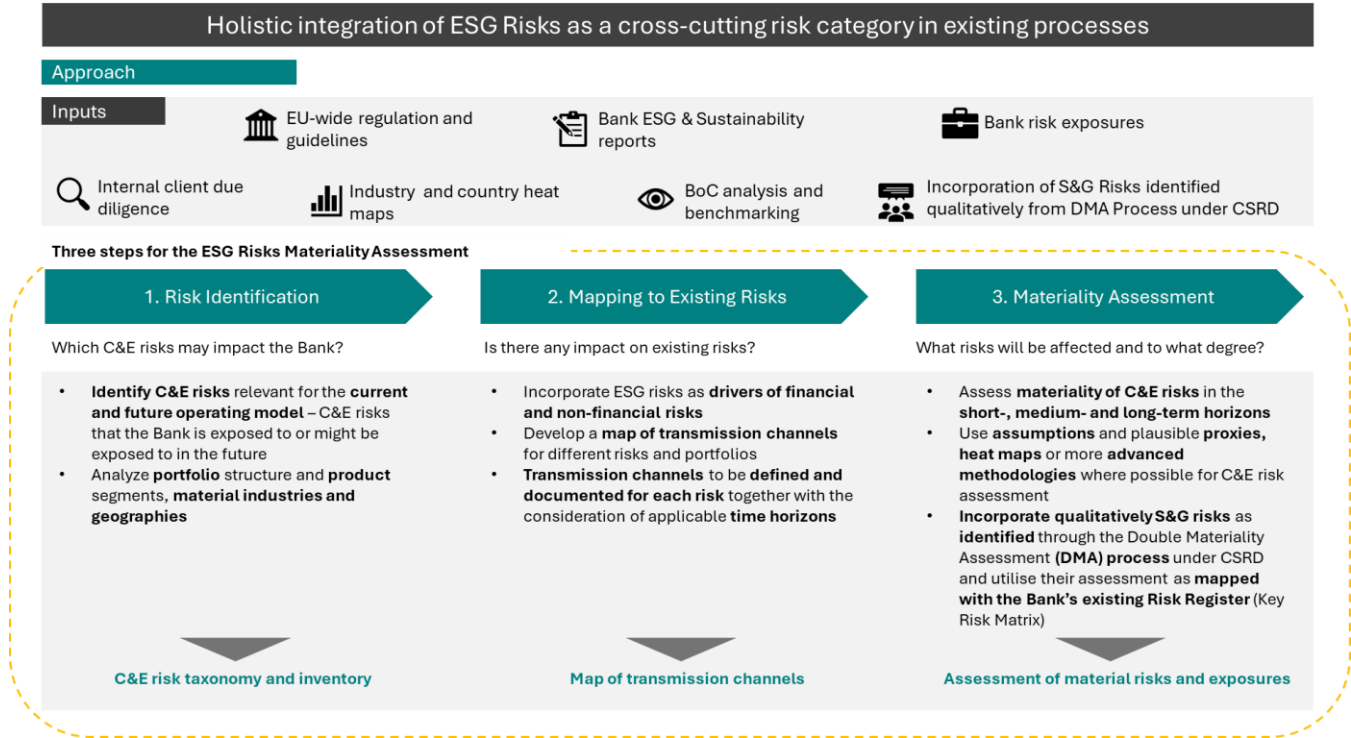 Holistic integration of ESG Risks as a cross-cutting risk category in existing processes
Approach
Inputs
EU-wide regulation and
guidelines
Bank ESG & Sustainability
reports
Bank risk exposures
Internal client due
diligence
Industry and country heat
maps
BoC analysis and
benchmarking
Incorporation of S&G Risks identified
qualitatively from DMA Process under CSRD
Three steps for the ESG Risks Materiality Assessment
1. Risk Identification
Which C&E risks may impact the Bank?
• Identify C&E risks relevant for the current
and future operating model – C&E risks
that the Bank is exposed to or might be
exposed to in the future
• Analyze portfolio structure and product
segments, material industries and
geographies
C&E risk taxonomy and inventory
2. Mapping to Existing Risks
Is there any impact on existing risks?
• Incorporate ESG risks as drivers of financial
and non-financial risks
• Develop a map of transmission channels
for different risks and portfolios
• Transmission channels to be defined and
documented for each risk together with the
consideration of applicable time horizons
Map of transmission channels
3. Materiality Assessment
What risks will be affected and to what degree?
• Assess materiality of C&E risks in the
short-, medium- and long-term horizons
• Use assumptions and plausible proxies,
heat maps or more advanced
methodologies where possible for C&E risk
assessment
• Incorporate qualitatively S&G risks as
identified through the Double Materiality
Assessment (DMA) process under CSRD
and utilise their assessment as mapped
with the Bank's existing Risk Register (Key
Risk Matrix)
Assessment of material risks and exposures